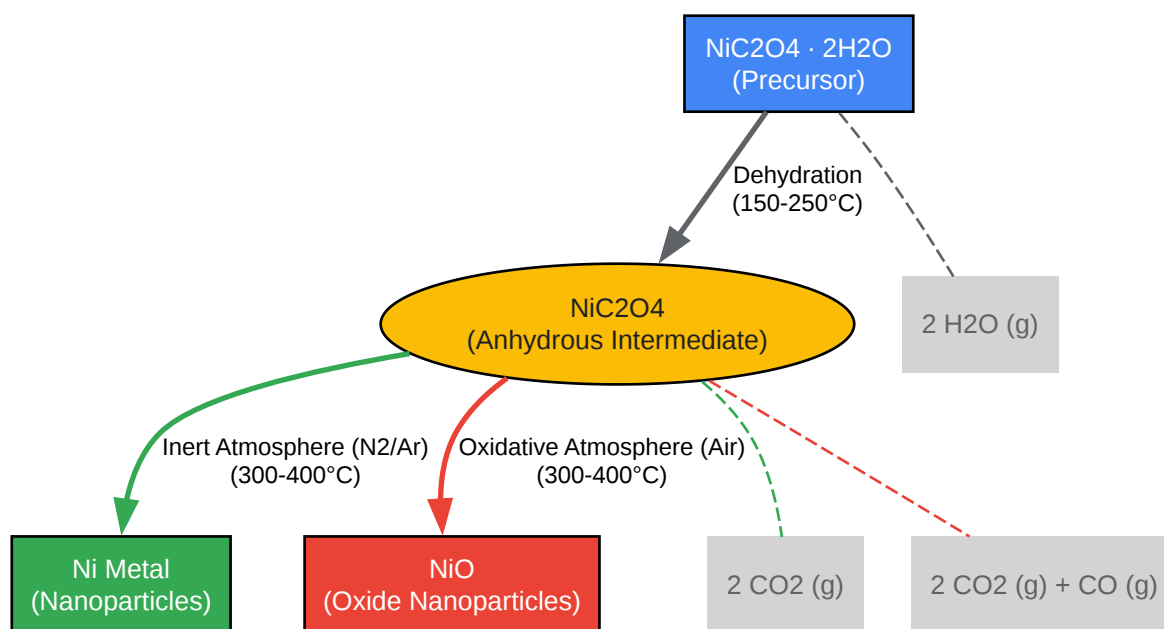 NiC2O4 · 2H2O
(Precursor)
Dehydration
(150-250°C)
NiC2O4
(Anhydrous Intermediate)
2 H2O (g)
Inert Atmosphere (N2/Ar)
(300-400°C)
Oxidative Atmosphere (Air)
(300-400°C)
Ni Metal
(Nanoparticles)
NiO
(Oxide Nanoparticles)
2 CO2 (g)
2 CO2 (g) + CO (g)